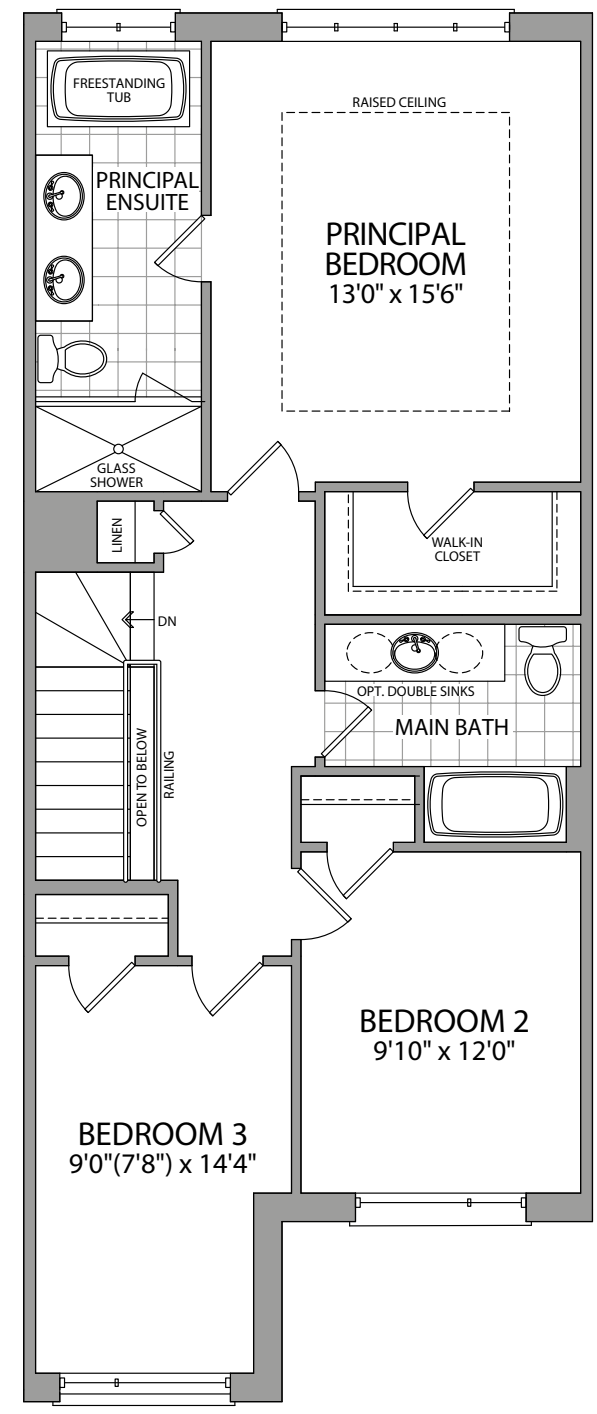 FREESTANDING
TUB
RAISED CEILING
PRINCIPAL
ENSUITE
PRINCIPAL
BEDROOM
13'0" x 15'6"
GLASS
SHOWER
LINEN
WALK-IN
CLOSET
DN
OPT. DOUBLE SINKS
MAIN BATH
OPEN TO BELOW
RAILING
BEDROOM 2
9'10" x 12'0"
BEDROOM 3
9'0"(7'8") x 14'4"